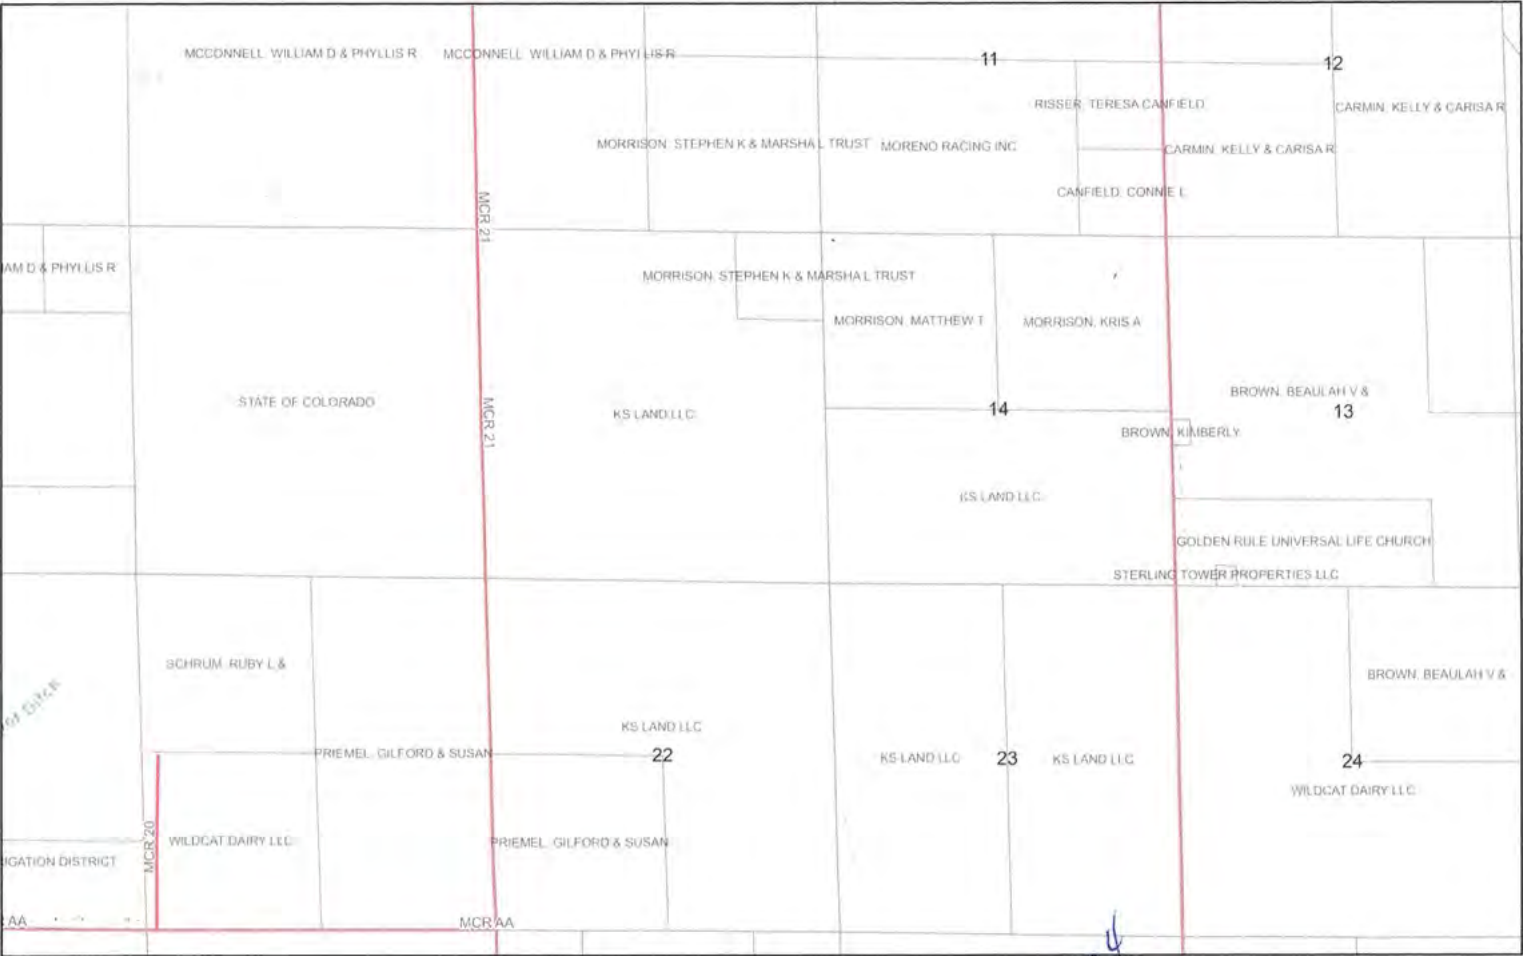 MCCONNELL WILLIAM D & PHYLLIS R
MCCONNELL WILLIAM D & PHYLLIS R
11
12
RISSER, TERESA CANFIELD
CARMIN, KELLY & CARISA R
MORRISON, STEPHEN K & MARSHA L TRUST
MORENO RACING INC
CARMIN, KELLY & CARISA R
CANFIELD, CONNIE L
MCR 21
IAM D & PHYLLIS R
MORRISON, STEPHEN K & MARSHA L TRUST
MORRISON, MATTHEW T
MORRISON, KRIS A
STATE OF COLORADO
MCR 21
KS LAND LLC
14
BROWN, BEAULAH V &
13
BROWN, KIMBERLY
KS LAND LLC
GOLDEN RULE UNIVERSAL LIFE CHURCH
STERLING TOWER PROPERTIES LLC
SCHRUM, RUBY L &
BROWN, BEAULAH V &
KS LAND LLC
PRIEMEL, GILFORD & SUSAN
22
KS LAND LLC
23
KS LAND LLC
24
WILDCAT DAIRY LLC
MCR 20
WILDCAT DAIRY LLC
PRIEMEL, GILFORD & SUSAN
IGATION DISTRICT
AA
MCR AA